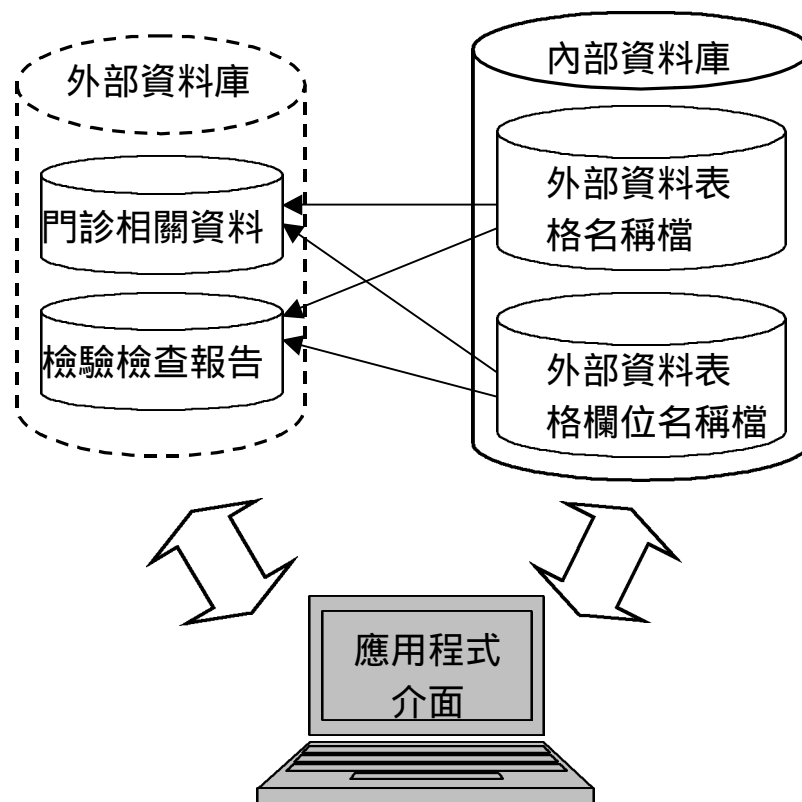 外部資料庫
門診相關資料
檢驗檢查報告
內部資料庫
外部資料表
格名稱檔
外部資料表
格欄位名稱檔
應用程式
介面